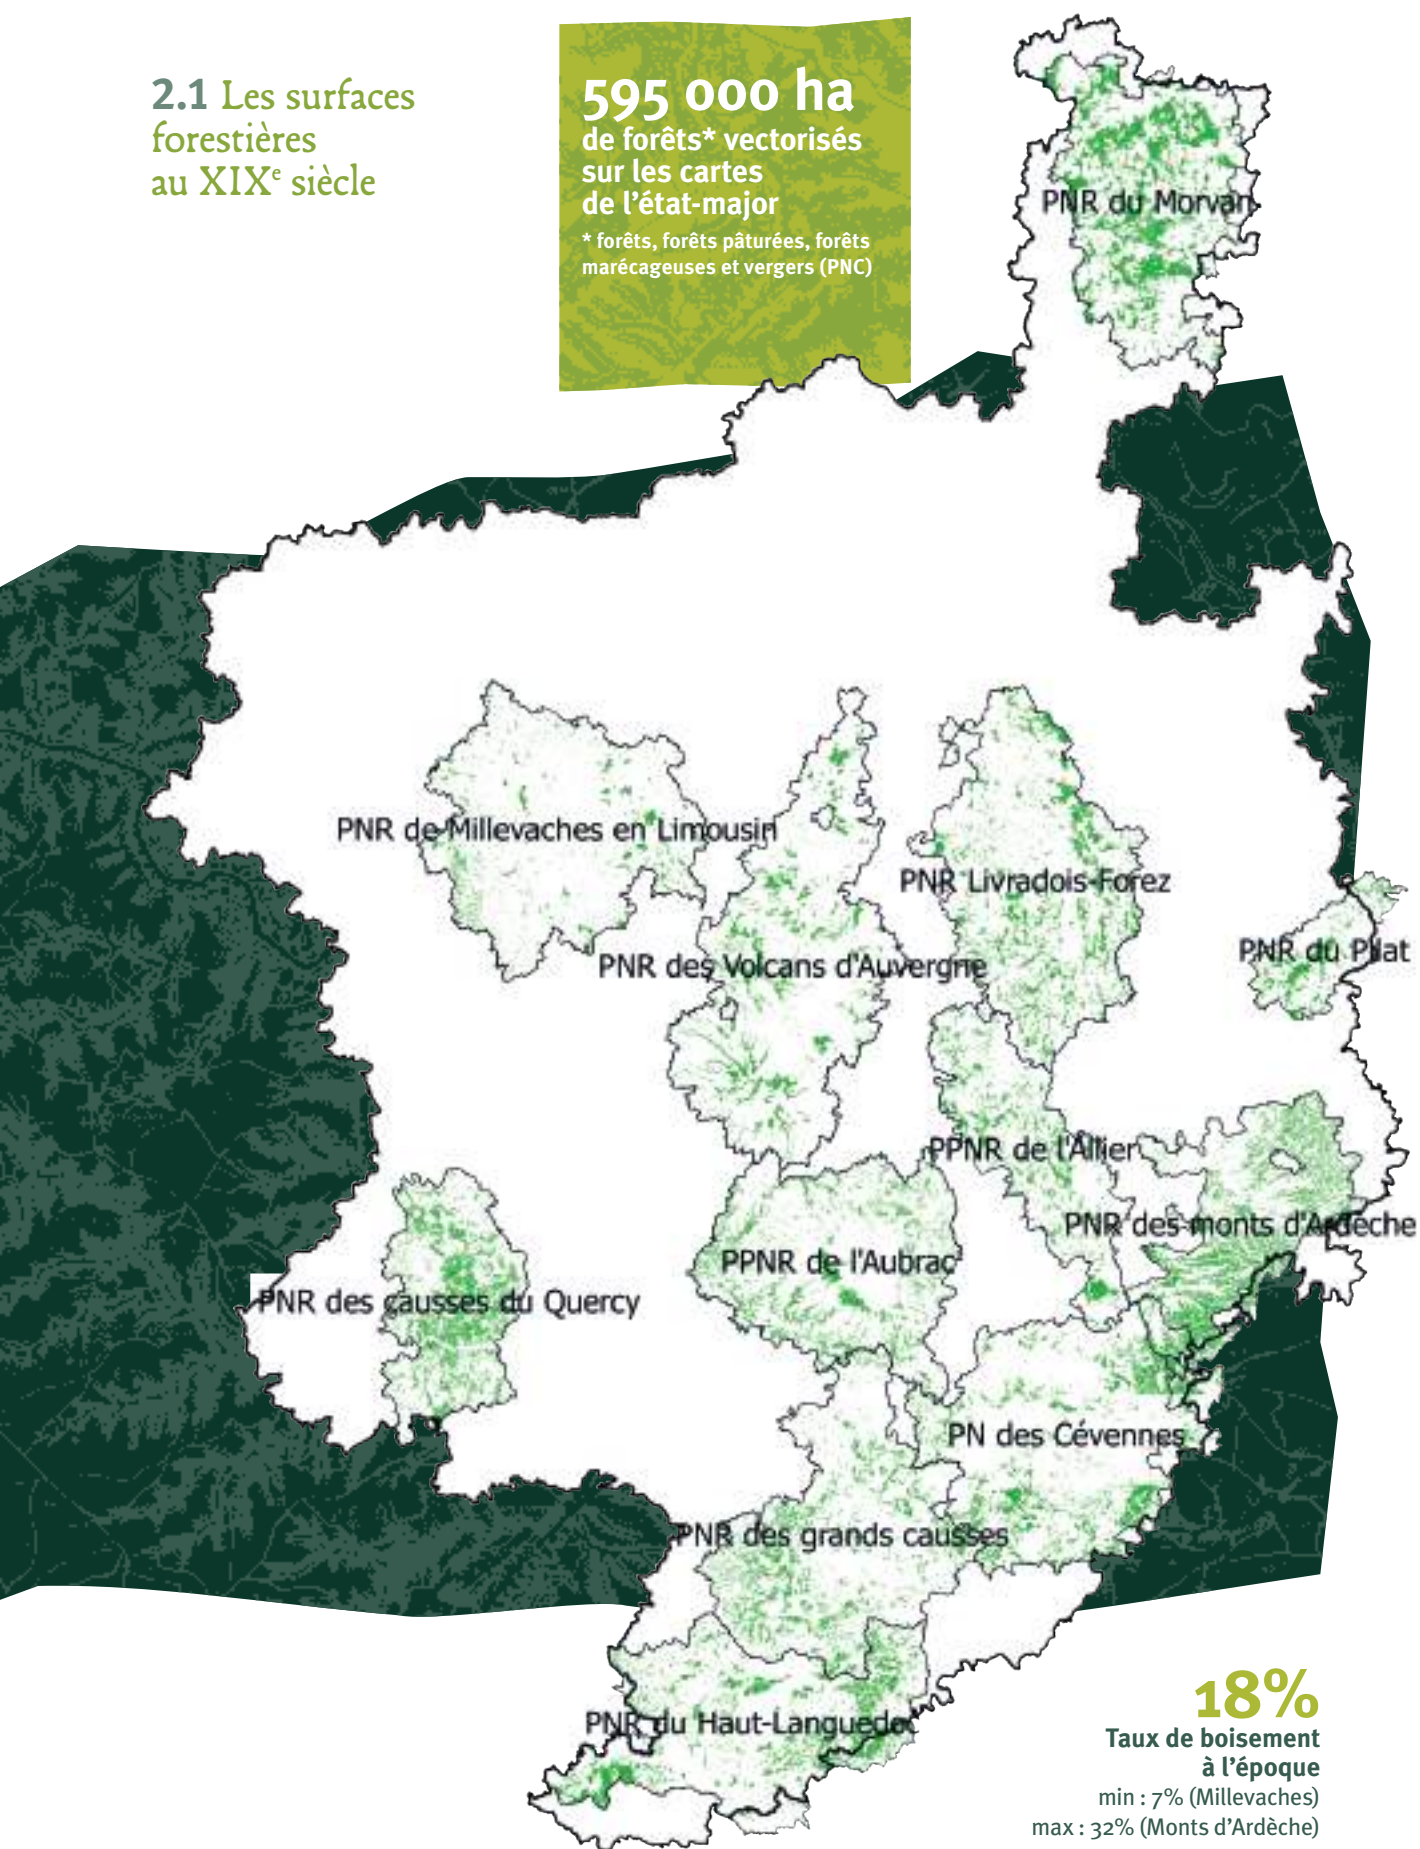 2.1 Les surfaces
forestières
au XIXe siècle
595 000 ha
de forêts* vectorisés
sur les cartes
de l'état-major
* forêts, forêts pâturées, forêts
marécageuses et vergers (PNC)
PNR du Morvan
PNR de Millevaches en Limousin
PNR Livradois-Forez
PNR du Pilat
PNR des Volcans d'Auvergne
PPNR de l'Allier
PNR des monts d'Ardèche
PPNR de l'Aubrac
PNR des causses du Quercy
PN des Cévennes
PNR des grands causses
PNR du Haut-Languedoc
18%
Taux de boisement
à l'époque
min : 7% (Millevaches)
max : 32% (Monts d'Ardèche)